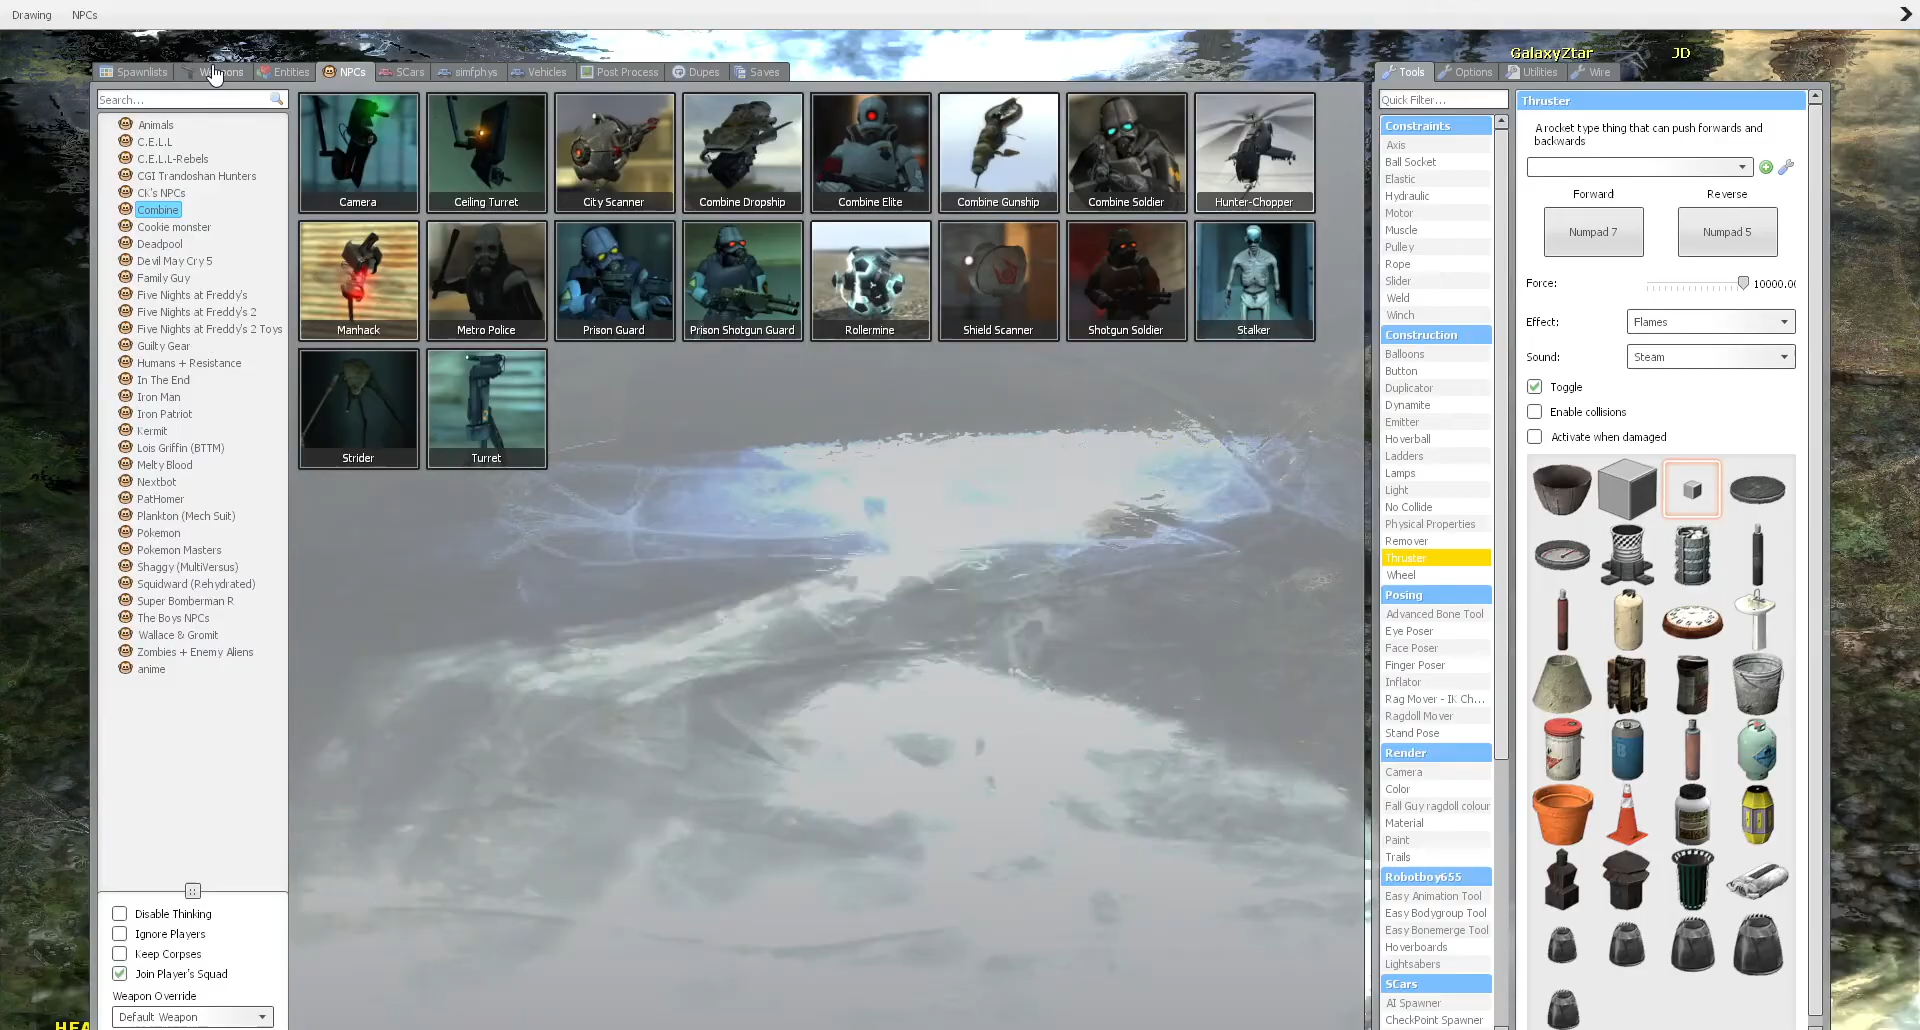 Drawing NPCs
GalaxyZtar JD
Spawnlists Weapons Entities NPCs SCars simfphys Vehicles Post Process Dupes Saves
Search...
Animals
C.E.L.L
C.E.L.L-Rebels
CGI Trandoshan Hunters
CK's NPCs
Combine
Cookie monster
Deadpool
Devil May Cry 5
Family Guy
Five Nights at Freddy's
Five Nights at Freddy's 2
Five Nights at Freddy's 2 Toys
Guilty Gear
Humans + Resistance
In The End
Iron Man
Iron Patriot
Kermit
Lois Griffin (BTTM)
Melty Blood
Nextbot
PatHomer
Plankton (Mech Suit)
Pokemon
Pokemon Masters
Shaggy (MultiVersus)
Squidward (Rehydrated)
Super Bomberman R
The Boys NPCs
Wallace & Gromit
Zombies + Enemy Aliens
anime
Disable Thinking
Ignore Players
Keep Corpses
Join Player's Squad
Weapon Override
Default Weapon
Camera Ceiling Turret City Scanner Combine Dropship Combine Elite Combine Gunship Combine Soldier Hunter-Chopper
Manhack Metro Police Prison Guard Prison Shotgun Guard Rollermine Shield Scanner Shotgun Soldier Stalker
Strider Turret
Tools Options Utilities Wire
Quick Filter...
Constraints
Axis
Ball Socket
Elastic
Hydraulic
Motor
Muscle
Pulley
Rope
Slider
Weld
Winch
Construction
Balloons
Button
Duplicator
Dynamite
Emitter
Hoverball
Ladders
Lamps
Light
No Collide
Physical Properties
Remover
Thruster
Wheel
Posing
Advanced Bone Tool
Eye Poser
Face Poser
Finger Poser
Inflator
Rag Mover - IK Ch...
Ragdoll Mover
Stand Pose
Render
Camera
Color
Fall Guy ragdoll colour
Material
Paint
Trails
Robotboy655
Easy Animation Tool
Easy Bodygroup Tool
Easy Bonemerge Tool
Hoverboards
Lightsabers
SCars
AI Spawner
CheckPoint Spawner
Thruster
A rocket type thing that can push forwards and
backwards
Forward Reverse
Numpad 7 Numpad 5
Force: 10000.0
Effect: Flames
Sound: Steam
Toggle
Enable collisions
Activate when damaged